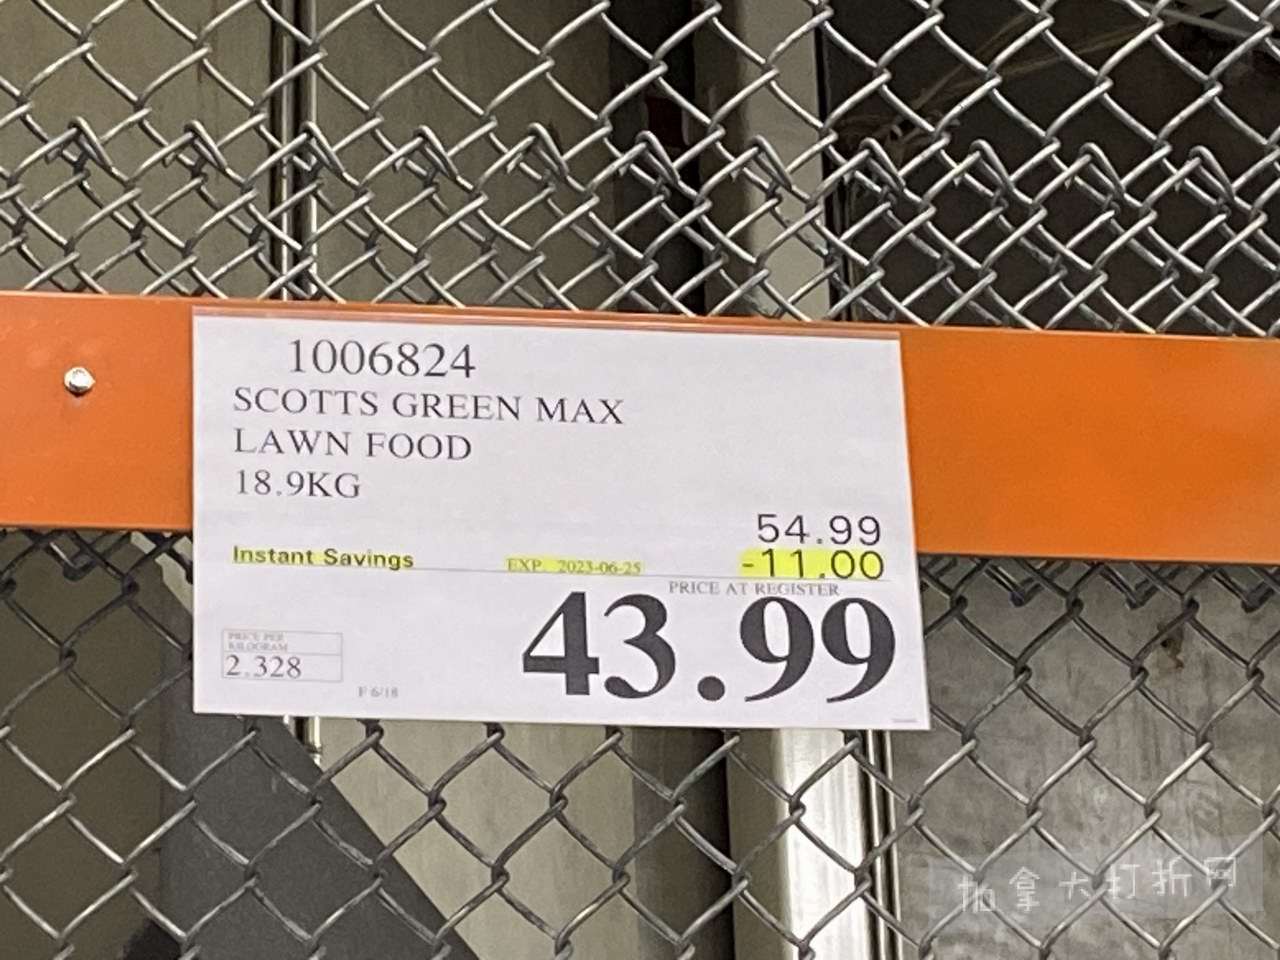 1006824
SCOTTS GREEN MAX
LAWN FOOD
18.9KG
54.99
Instant Savings EXP. 2023-06-25 -11.00
PRICE AT REGISTER
43.99
PRICE PER
KILOGRAM
2.328
F 6/18
加拿大打折网